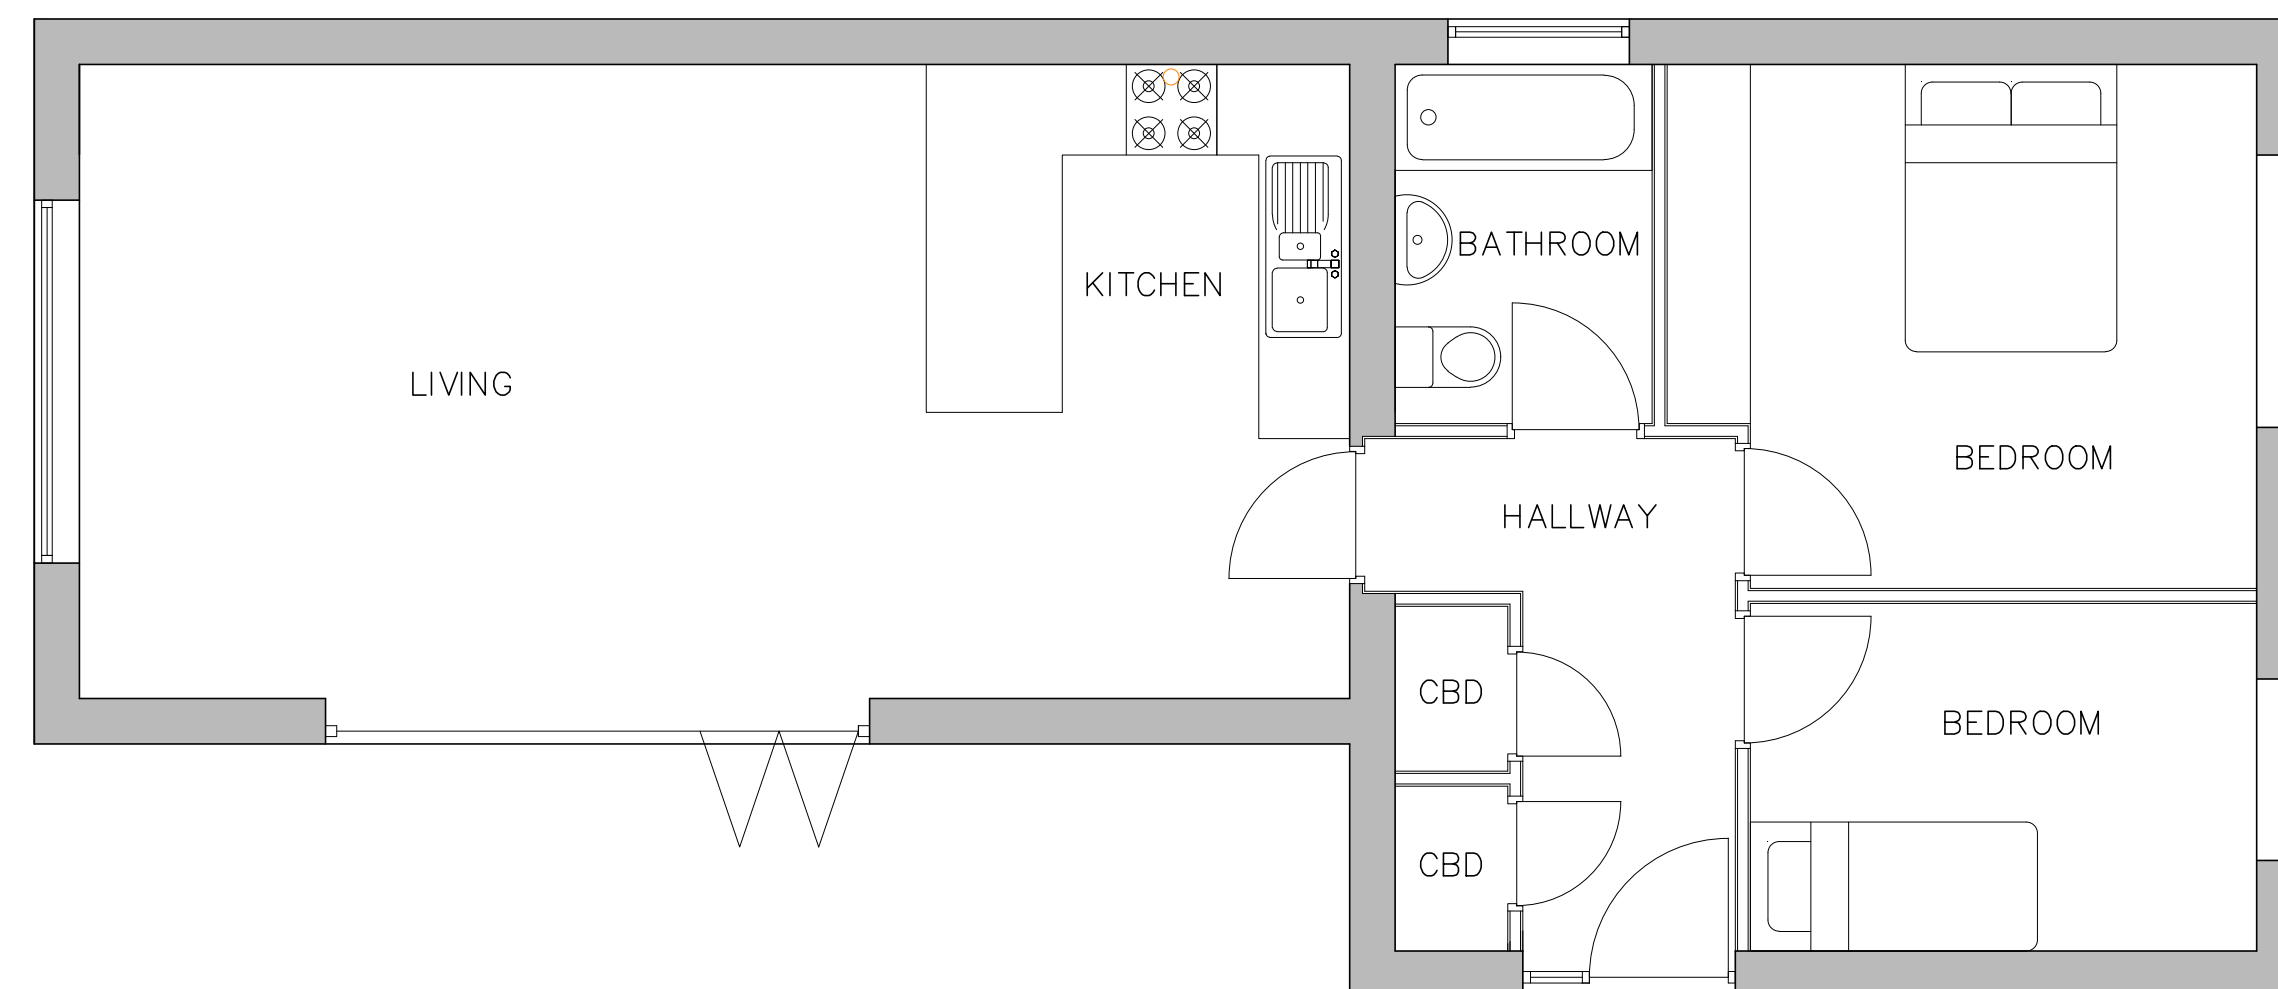 BATHROOM
KITCHEN
LIVING
BEDROOM
HALLWAY
CBD
BEDROOM
CBD